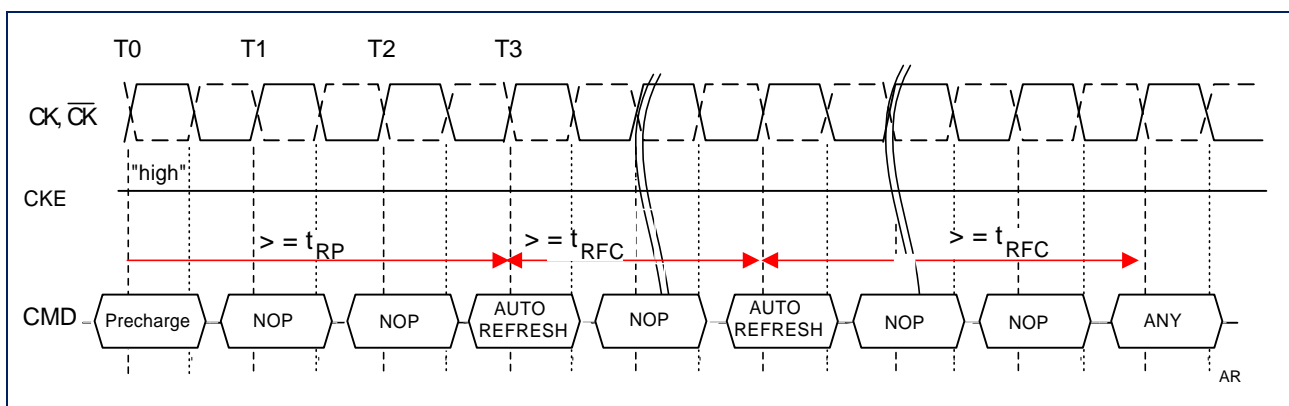 T0 T1 T2 T3
CK, C̅K̅
"high"
CKE
> = tRP > = tRFC > = tRFC
CMD Precharge NOP NOP AUTO REFRESH NOP AUTO REFRESH NOP NOP ANY
AR